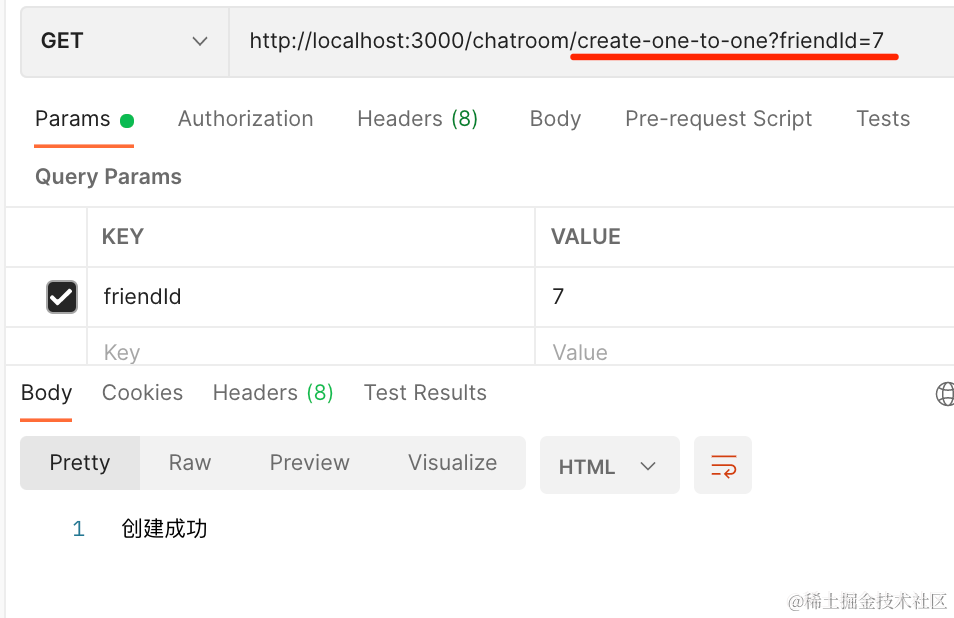 GET http://localhost:3000/chatroom/create-one-to-one?friendId=7
Params Authorization Headers (8) Body Pre-request Script Tests
Query Params
KEY VALUE
friendId 7
Key Value
Body Cookies Headers (8) Test Results
Pretty Raw Preview Visualize HTML
1 创建成功
@稀土掘金技术社区